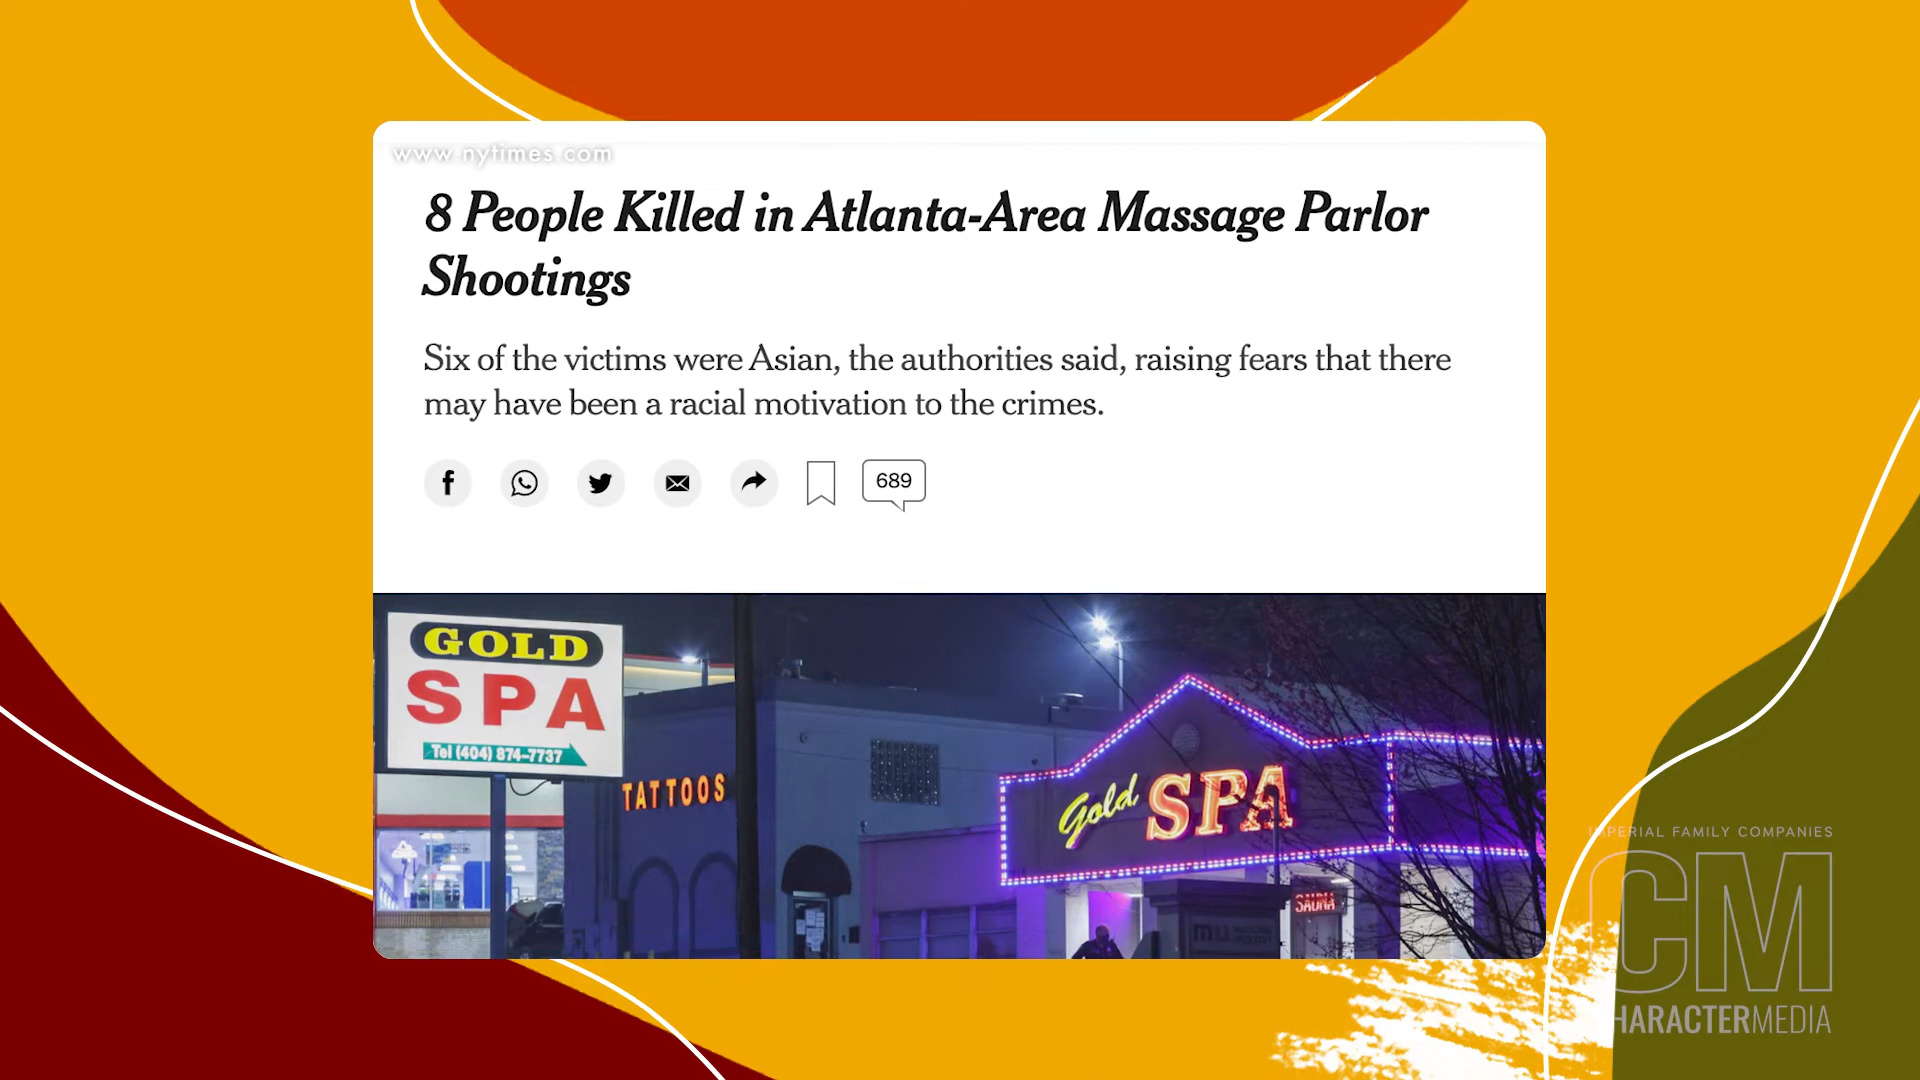 www.nytimes.com
8 People Killed in Atlanta-Area Massage Parlor
Shootings
Six of the victims were Asian, the authorities said, raising fears that there
may have been a racial motivation to the crimes.
689
GOLD
SPA
Tel (404) 874-7737
TATTOOS
Gold SPA
SAUNA
IMPERIAL FAMILY COMPANIES
CM
CHARACTERMEDIA